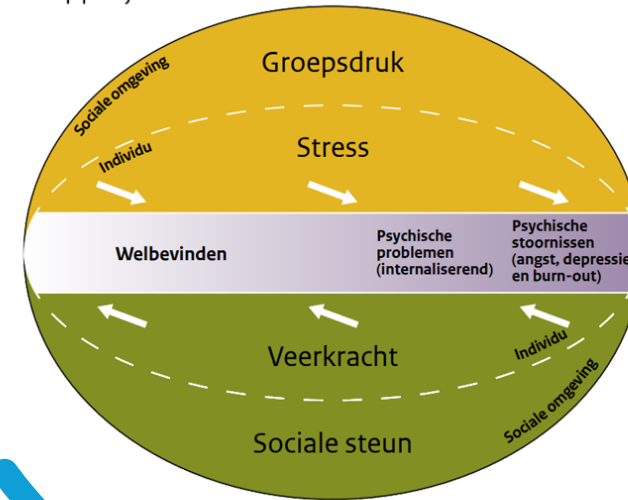 Groepsdruk
Sociale omgeving
Stress
Individu
Welbevinden
Psychische
problemen
(internaliserend)
Psychische
stoornissen
(angst, depressie
en burn-out)
Individu
Veerkracht
Sociale omgeving
Sociale steun